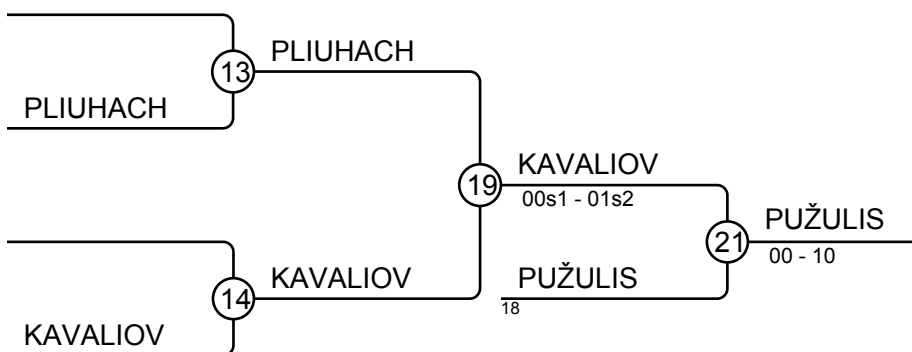 PLIUHACH
13
PLIUHACH
KAVALIOV
19
00s1 - 01s2
PUŽULIS
21
00 - 10
KAVALIOV
PUŽULIS
14
18
KAVALIOV